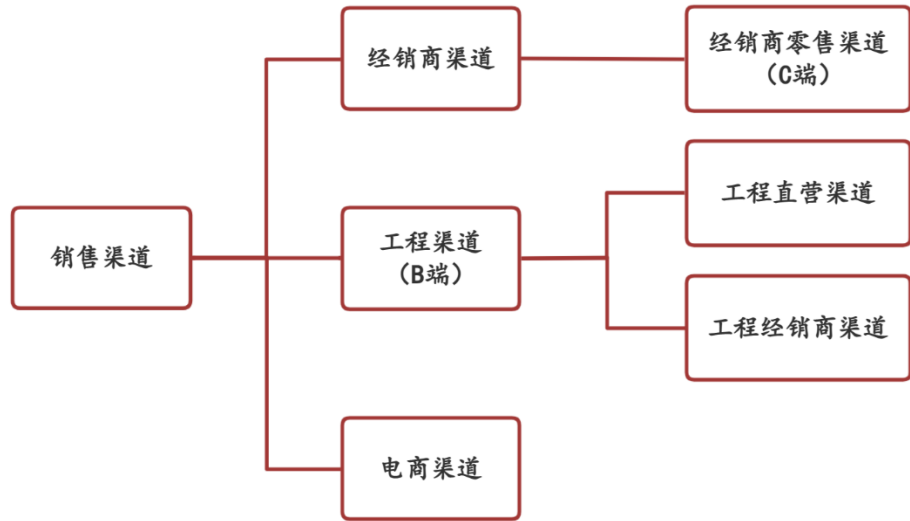 销售渠道
经销商渠道
工程渠道
（B端）
电商渠道
经销商零售渠道
（C端）
工程直营渠道
工程经销商渠道